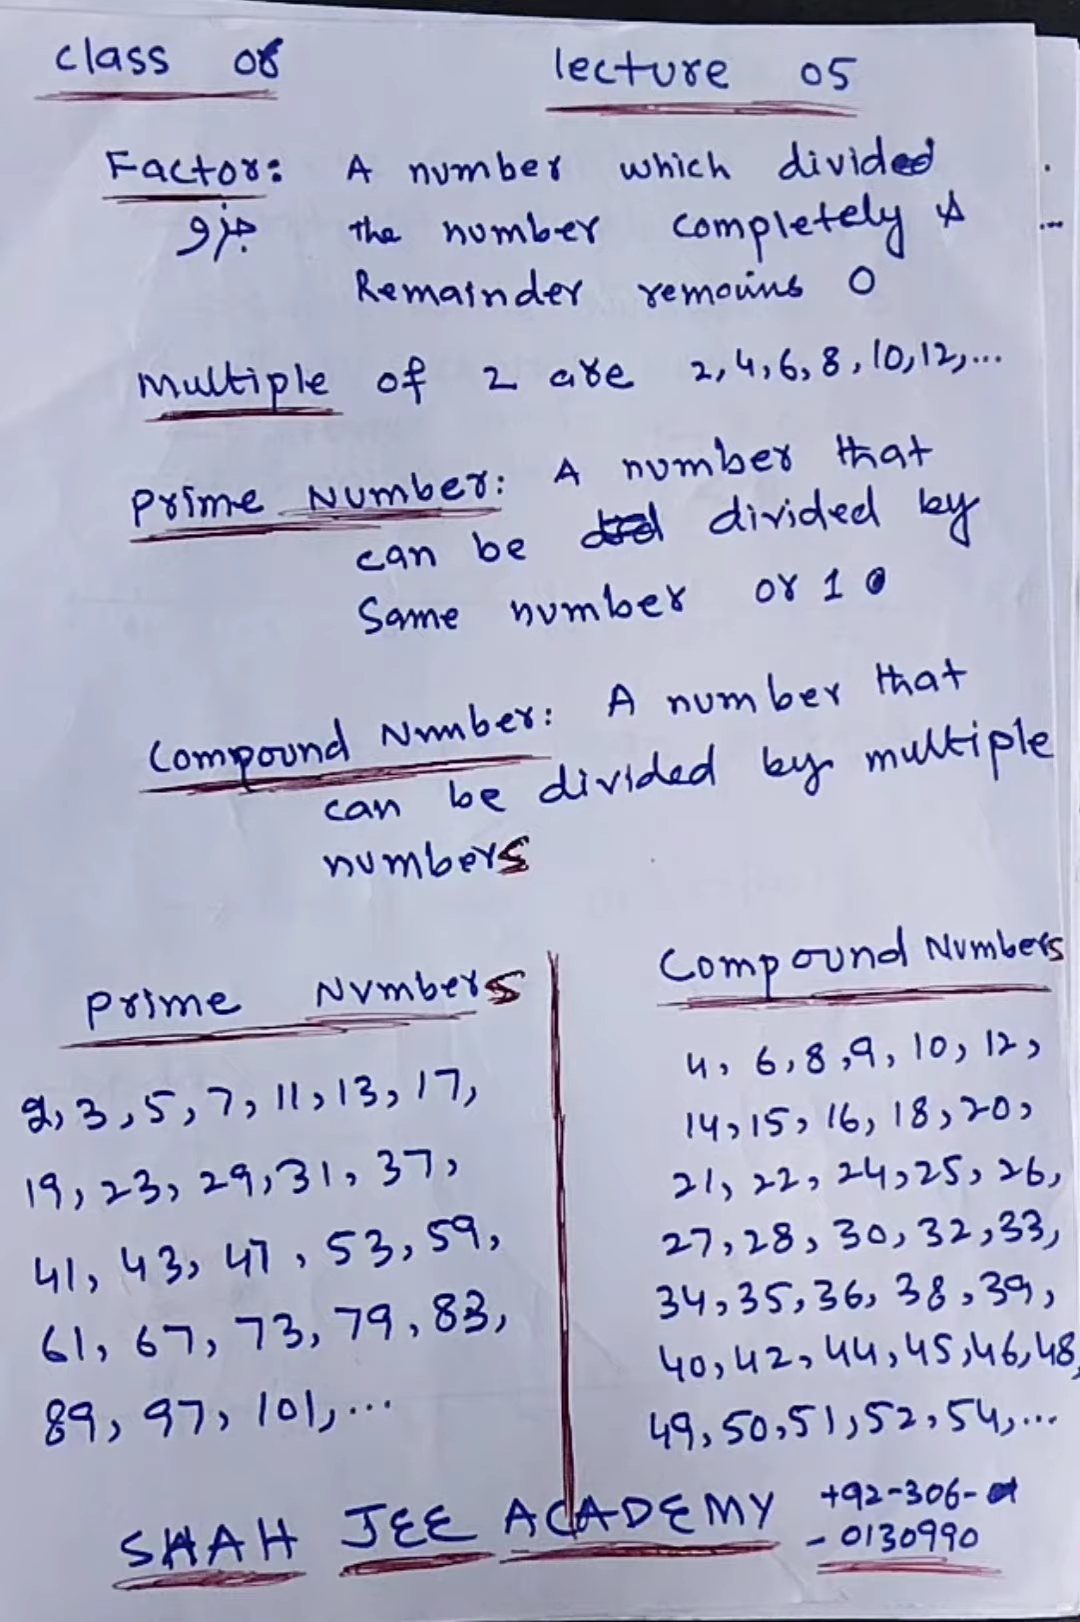 class 08
lecture 05
Factor: A number which divided
جزو the number completely &
Remainder remains 0
Multiple of 2 are 2, 4, 6, 8, 10, 12, ...
Prime Number: A number that
can be divided by
Same number or 1
Compound Number: A number that
can be divided by multiple
numbers
Prime Numbers
2, 3, 5, 7, 11, 13, 17,
19, 23, 29, 31, 37,
41, 43, 47, 53, 59,
61, 67, 73, 79, 83,
89, 97, 101, ...
Compound Numbers
4, 6, 8, 9, 10, 12,
14, 15, 16, 18, 20,
21, 22, 24, 25, 26,
27, 28, 30, 32, 33,
34, 35, 36, 38, 39,
40, 42, 44, 45, 46, 48,
49, 50, 51, 52, 54, ...
SHAH JEE ACADEMY
+92-306-
-0130990